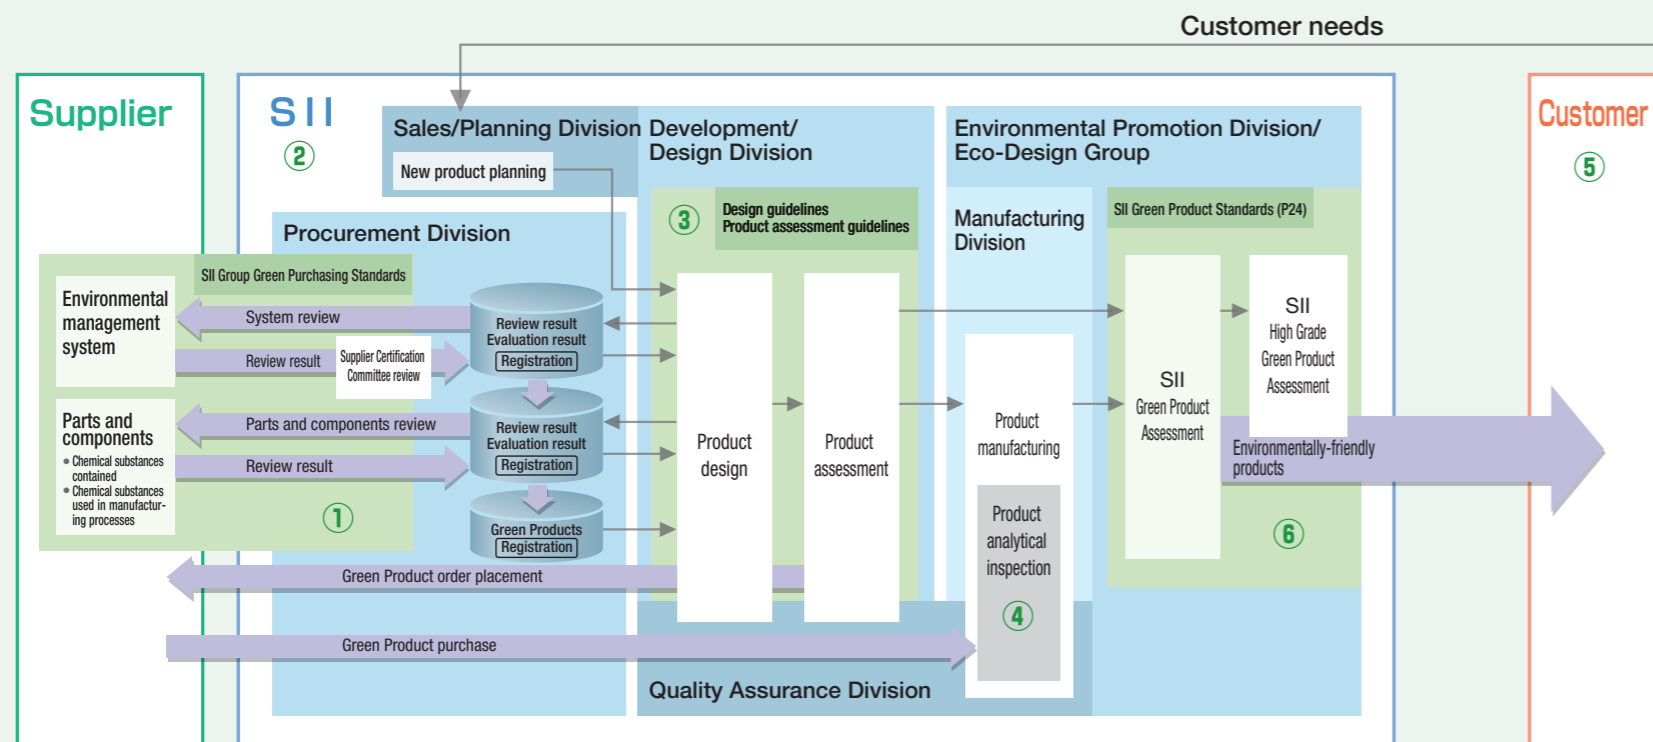 Customer needs
Supplier
SII
②
Sales/Planning Division
New product planning
Development/
Design Division
Environmental Promotion Division/
Eco-Design Group
Customer
⑤
Procurement Division
③
Design guidelines
Product assessment guidelines
Manufacturing
Division
SII Green Product Standards (P24)
SII Group Green Purchasing Standards
Environmental
management
system
System review
Review result
Supplier Certification
Committee review
Review result
Evaluation result
Registration
Parts and
components
• Chemical substances
contained
• Chemical substances
used in manufactur-
ing processes
Parts and components review
Review result
①
Review result
Evaluation result
Registration
Green Products
Registration
Product
design
Product
assessment
Product
manufacturing
Product
analytical
inspection
④
SII
Green Product
Assessment
SII
High Grade
Green Product
Assessment
Environmentally-friendly
products
⑥
Green Product order placement
Green Product purchase
Quality Assurance Division